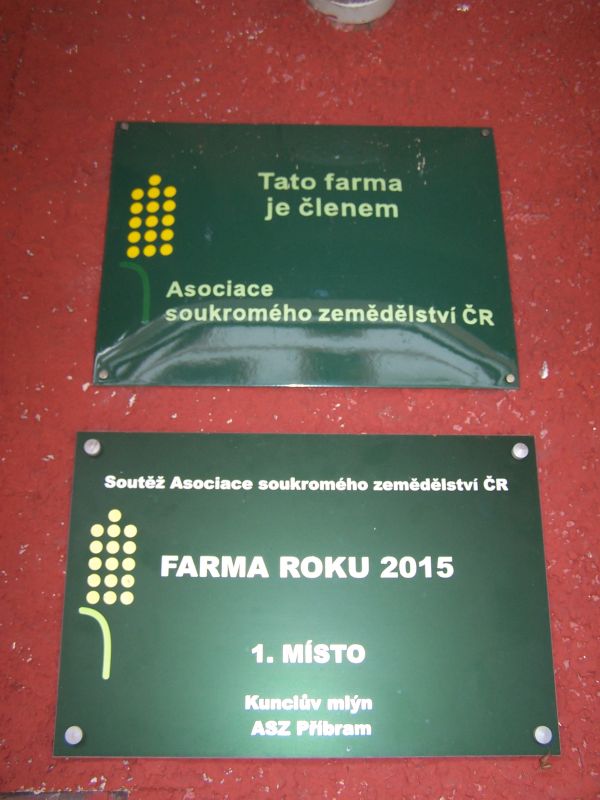 Tato farma
je členem
Asociace
soukromého zemědělství ČR
Soutěž Asociace soukromého zemědělství ČR
FARMA ROKU 2015
1. MÍSTO
Kunclův mlýn
ASZ Příbram